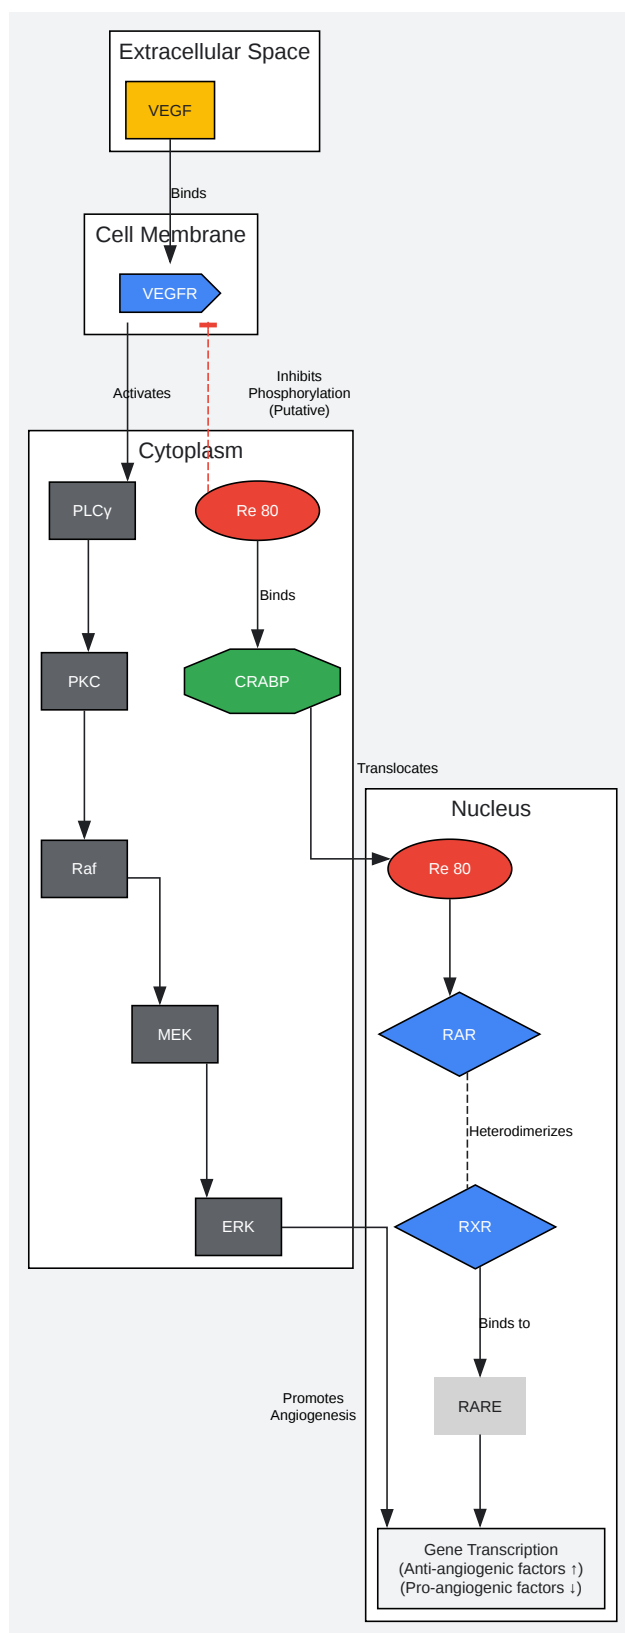 Extracellular Space
VEGF
Binds
Cell Membrane
VEGFR
Activates
Inhibits
Phosphorylation
(Putative)
Cytoplasm
PLCγ
Re 80
Binds
PKC
CRABP
Translocates
Nucleus
Raf
Re 80
MEK
RAR
Heterodimerizes
ERK
RXR
Binds to
Promotes
Angiogenesis
RARE
Gene Transcription
(Anti-angiogenic factors ↑)
(Pro-angiogenic factors ↓)